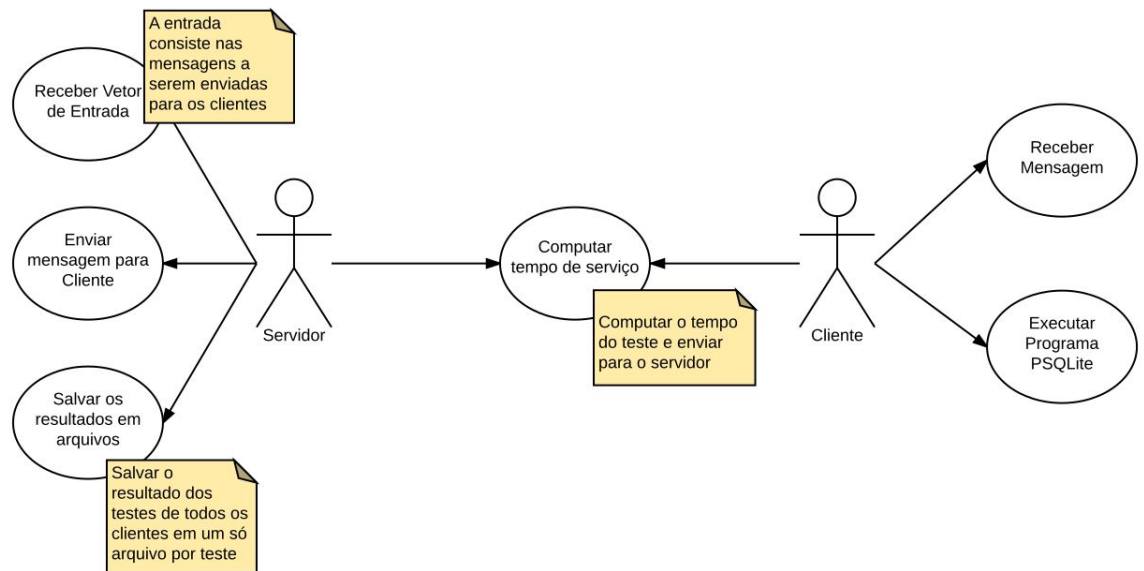 A entrada
consiste nas
mensagens a
serem enviadas
para os clientes
Receber Vetor
de Entrada
Enviar
mensagem para
Cliente
Salvar os
resultados em
arquivos
Salvar o
resultado dos
testes de todos os
clientes em um só
arquivo por teste
Servidor
Computar
tempo de serviço
Computar o tempo
do teste e enviar
para o servidor
Cliente
Receber
Mensagem
Executar
Programa
PSQLite